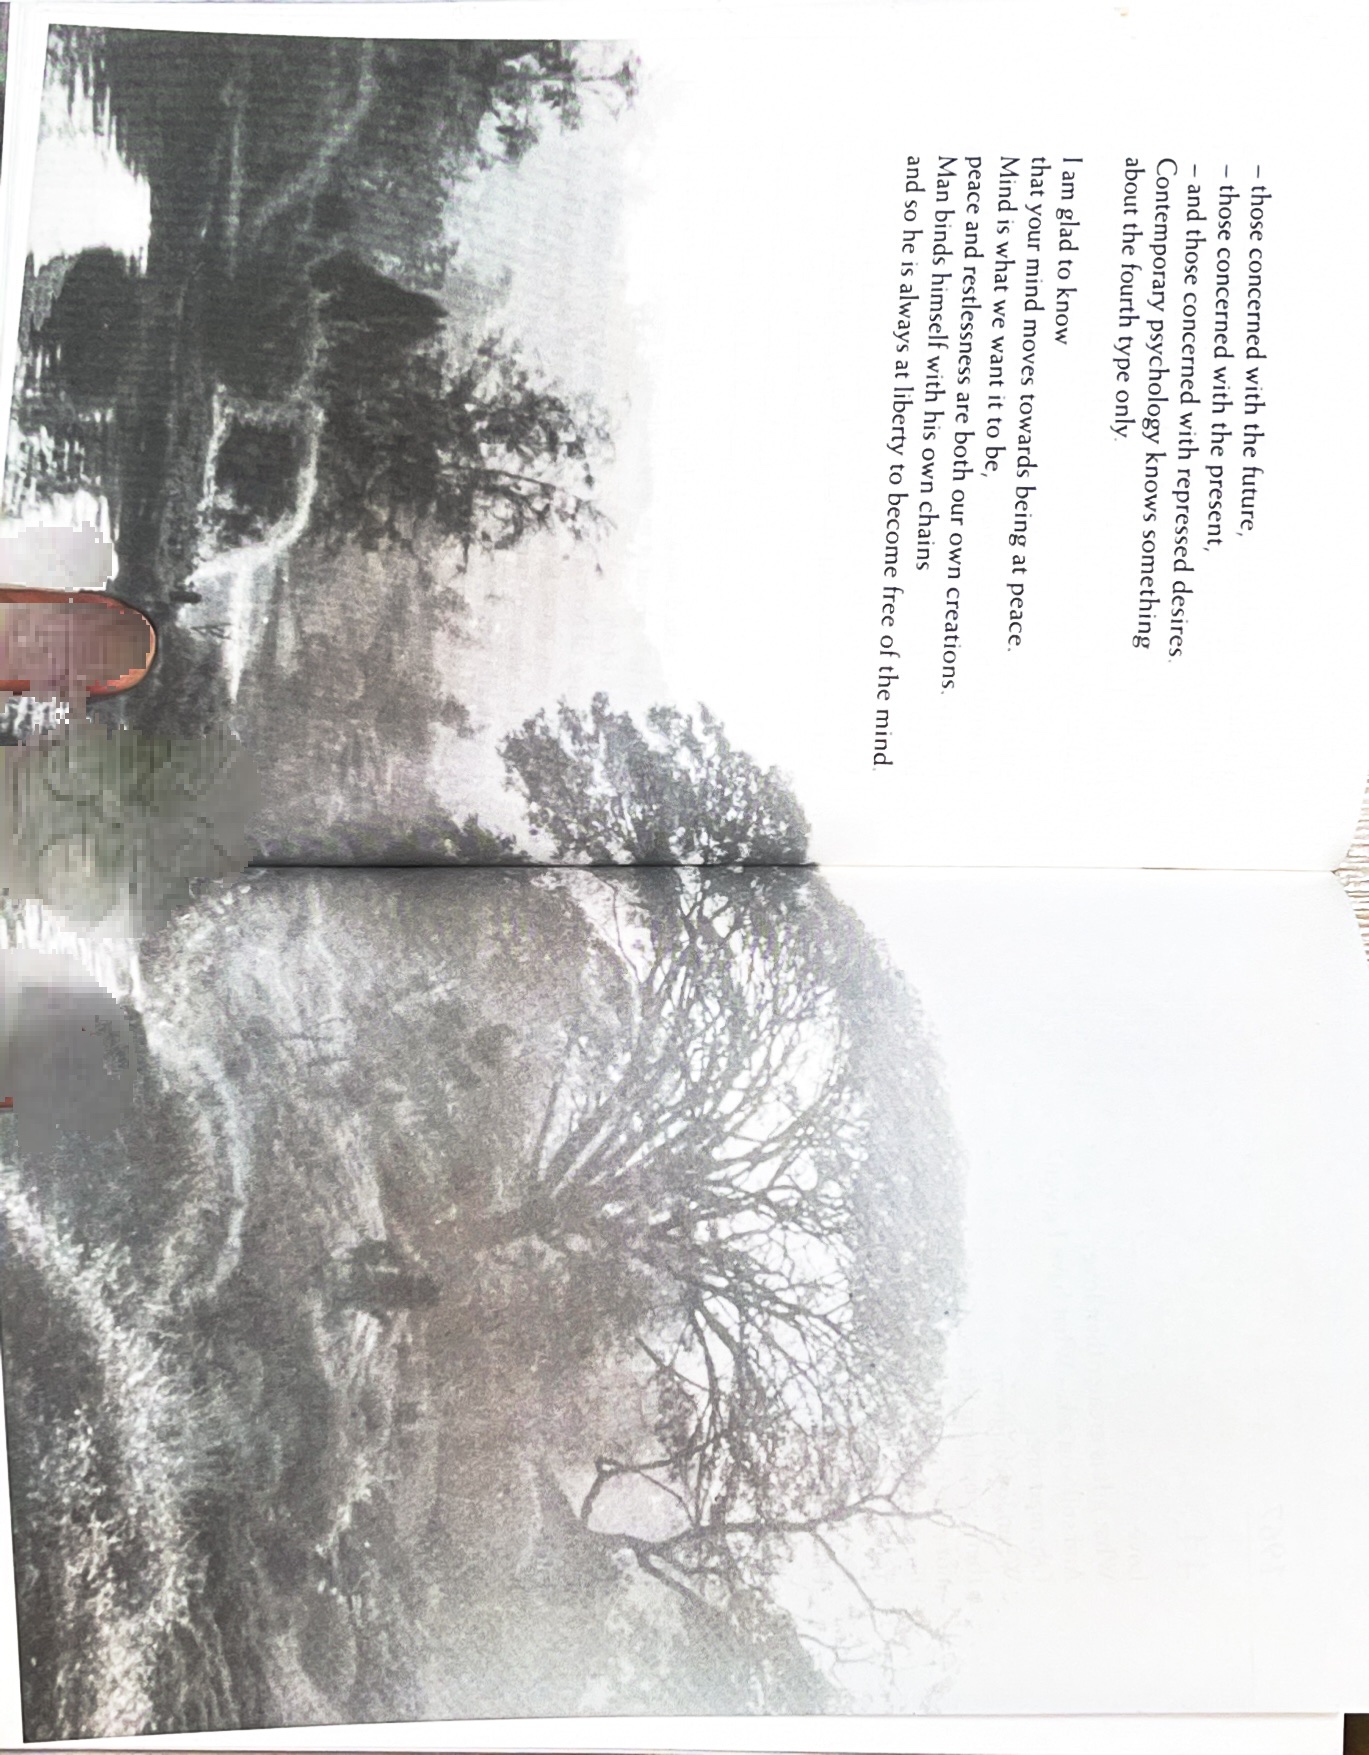 – those concerned with the future,
– those concerned with the present,
– and those concerned with repressed desires.
Contemporary psychology knows something
about the fourth type only.
I am glad to know
that your mind moves towards being at peace.
Mind is what we want it to be,
peace and restlessness are both our own creations.
Man binds himself with his own chains
and so he is always at liberty to become free of the mind.